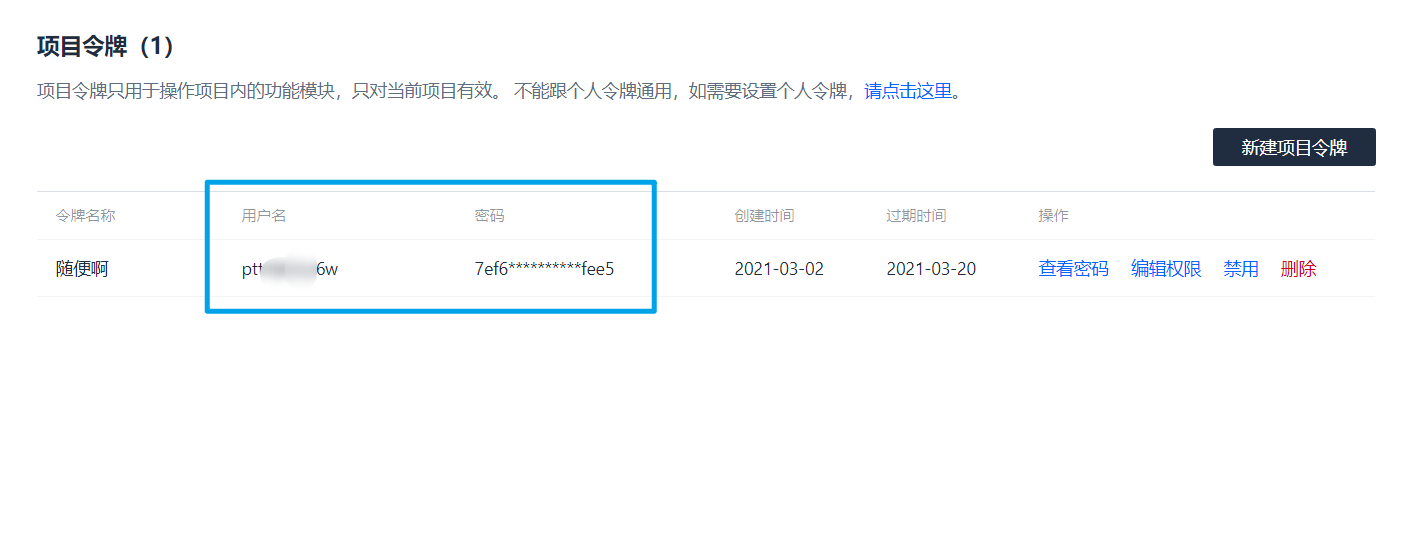 项目令牌（1）
项目令牌只用于操作项目内的功能模块，只对当前项目有效。 不能跟个人令牌通用，如需要设置个人令牌，请点击这里。
新建项目令牌
令牌名称 用户名 密码 创建时间 过期时间 操作
随便啊 7ef6**********fee5 2021-03-02 2021-03-20 查看密码 编辑权限 禁用 删除